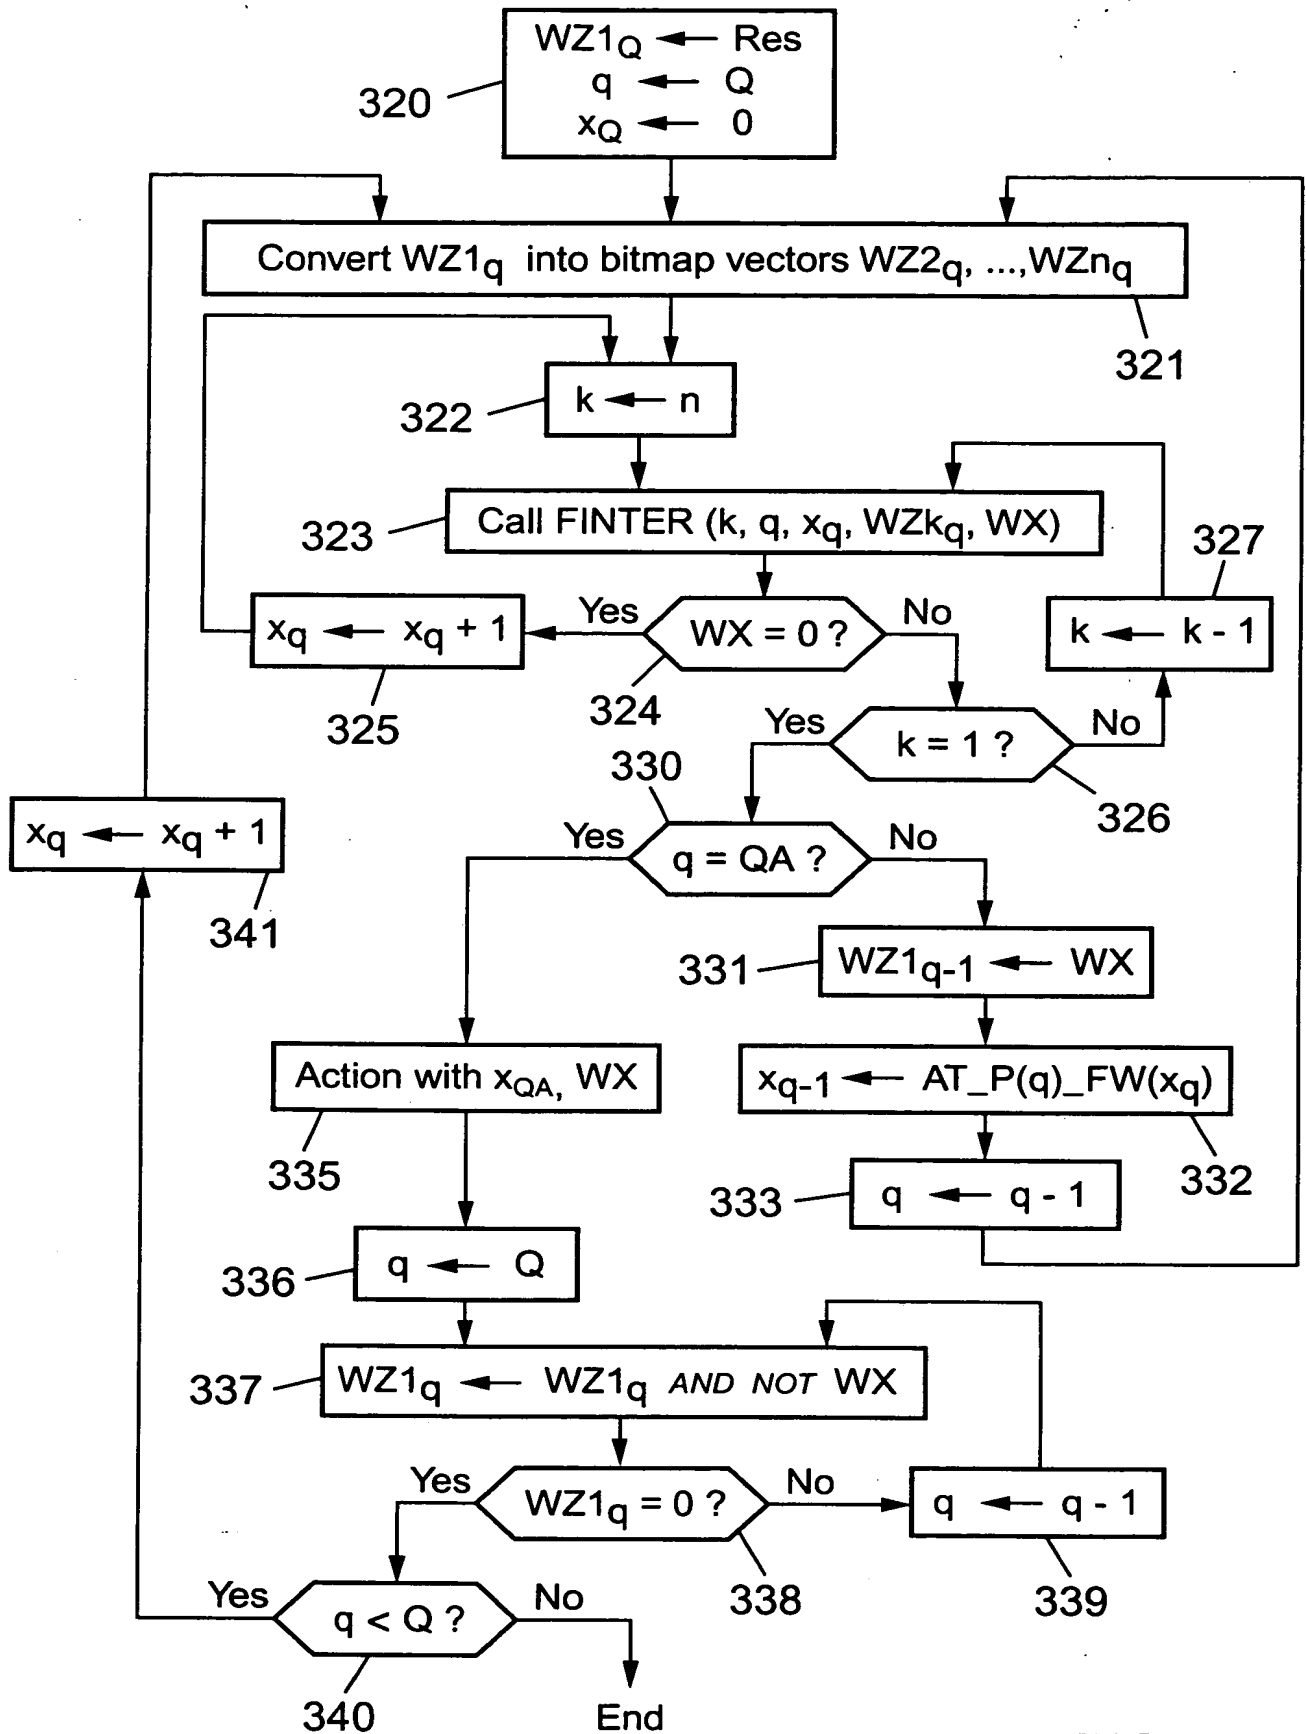 WZ1Q ← Res
q ← Q
xQ ← 0
320
Convert WZ1q into bitmap vectors WZ2q, ...,WZnq
321
k ← n
322
Call FINTER (k, q, xq, WZkq, WX)
323
327
xq ← xq + 1
Yes
WX = 0 ?
No
k ← k - 1
325
324
Yes
k = 1 ?
No
330
326
xq ← xq + 1
Yes
q = QA ?
No
341
331
WZ1q-1 ← WX
Action with xQA, WX
xq-1 ← AT_P(q)_FW(xq)
335
332
333
q ← q - 1
336
q ← Q
337
WZ1q ← WZ1q AND NOT WX
Yes
WZ1q = 0 ?
No
q ← q - 1
338
339
Yes
q < Q ?
No
340
End